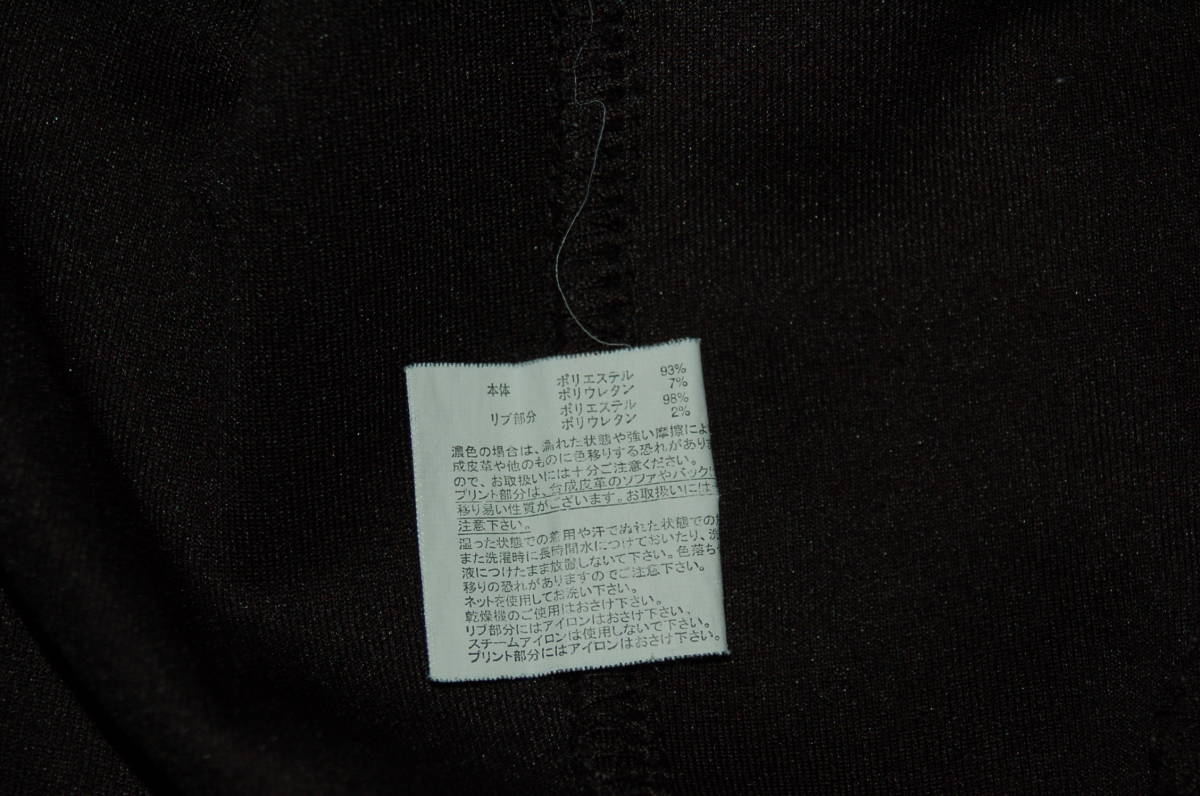 本体 ポリエステル 93%
ポリウレタン 7%
リブ部分 ポリエステル 98%
ポリウレタン 2%
濃色の場合は、濡れた状態や強い摩擦によ
成皮革や他のものに色移りする恐れがありま
ので、お取扱いには十分ご注意ください。
プリント部分は、合成皮革のソファやバック
移り易い性質がございます。お取扱いには
注意下さい。
湿った状態での着用や汗でぬれた状態での
また洗濯時に長時間水につけておいたり、洗
液につけたまま放置しないで下さい。色落ち
移りの恐れがありますのでご注意下さい。
ネットを使用してお洗い下さい。
乾燥機のご使用はおさけ下さい。
リブ部分にはアイロンはおさけ下さい。
スチームアイロンは使用しないで下さい。
プリント部分にはアイロンはおさけ下さい。